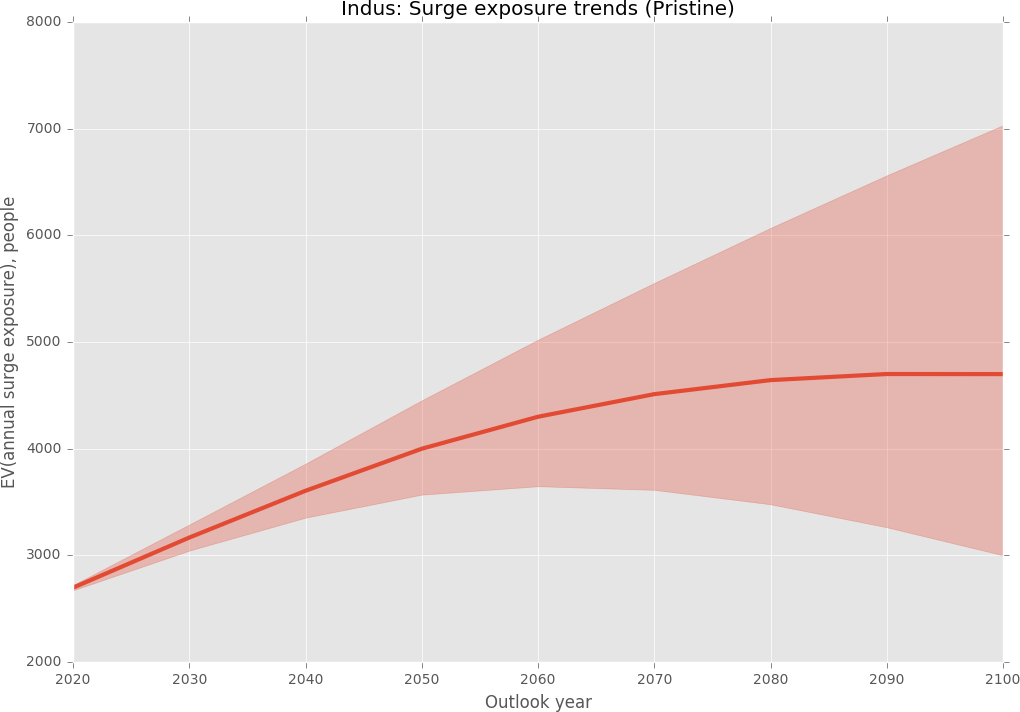 Indus: Surge exposure trends (Pristine)
8000
7000
6000
5000
4000
3000
2000
EV(annual surge exposure), people
2020 2030 2040 2050 2060 2070 2080 2090 2100
Outlook year